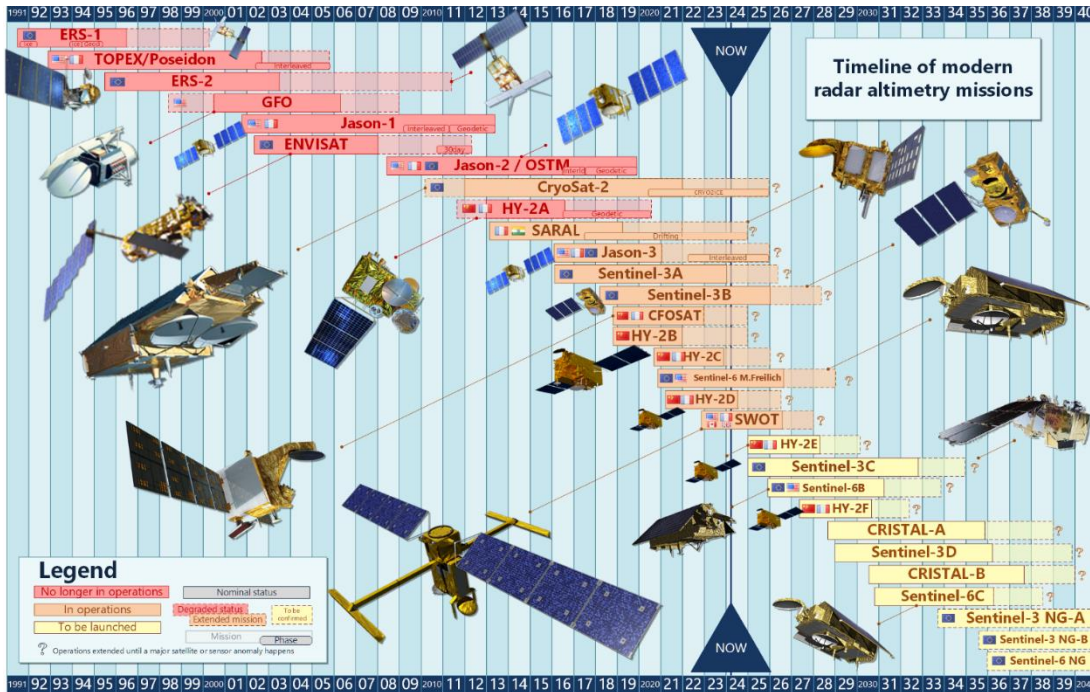 1991 92 93 94 95 96 97 98 99 2000 01 02 03 04 05 06 07 08 09 2010 11 12 13 14 15 16 17 18 19 2020 21 22 23 24 25 26 27 28 29 2030 31 32 33 34 35 36 37 38 39
NOW
Timeline of modern
radar altimetry missions
ERS-1
TOPEX/Poseidon
Interleaved
ERS-2
GFO
Jason-1
Interleaved
Geodetic
ENVISAT
30day
Jason-2 / OSTM
Geodetic
CryoSat-2
HY-2A
Geodetic
SARAL
Drifting
Jason-3
Interleaved
Sentinel-3A
?
Sentinel-3B
?
CFOSAT
?
HY-2B
?
HY-2C
?
Sentinel-6 M.Freilich
?
HY-2D
?
SWOT
?
HY-2E
?
Sentinel-3C
?
Sentinel-6B
?
HY-2F
?
CRISTAL-A
?
Sentinel-3D
?
CRISTAL-B
?
Sentinel-6C
?
Sentinel-3 NG-A
Sentinel-3 NG-B
Sentinel-6 NG
Legend
No longer in operations
Nominal status
In operations
Degraded status
Extended mission
To be
confirmed
To be launched
Mission
Phase
? Operations extended until a major satellite or sensor anomaly happens
NOW
1991 92 93 94 95 96 97 98 99 2000 01 02 03 04 05 06 07 08 09 2010 11 12 13 14 15 16 17 18 19 2020 21 22 23 24 25 26 27 28 29 2030 31 32 33 34 35 36 37 38 39